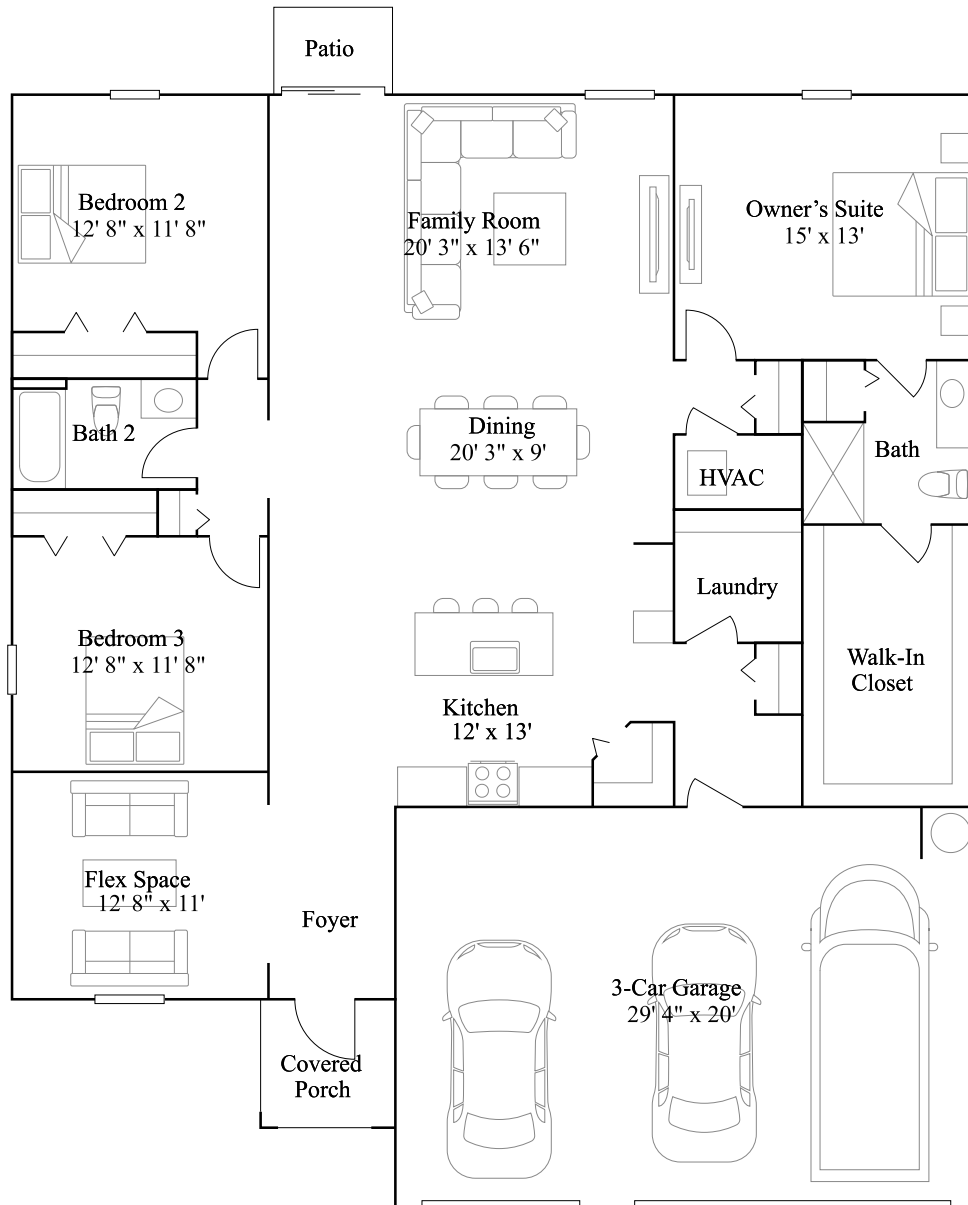 Patio
Bedroom 2
12' 8" x 11' 8"
Family Room
20' 3" x 13' 6"
Owner's Suite
15' x 13'
Bath 2
Dining
20' 3" x 9'
HVAC
Bath
Laundry
Bedroom 3
12' 8" x 11' 8"
Walk-In
Closet
Kitchen
12' x 13'
Flex Space
12' 8" x 11'
Foyer
3-Car Garage
29' 4" x 20'
Covered
Porch